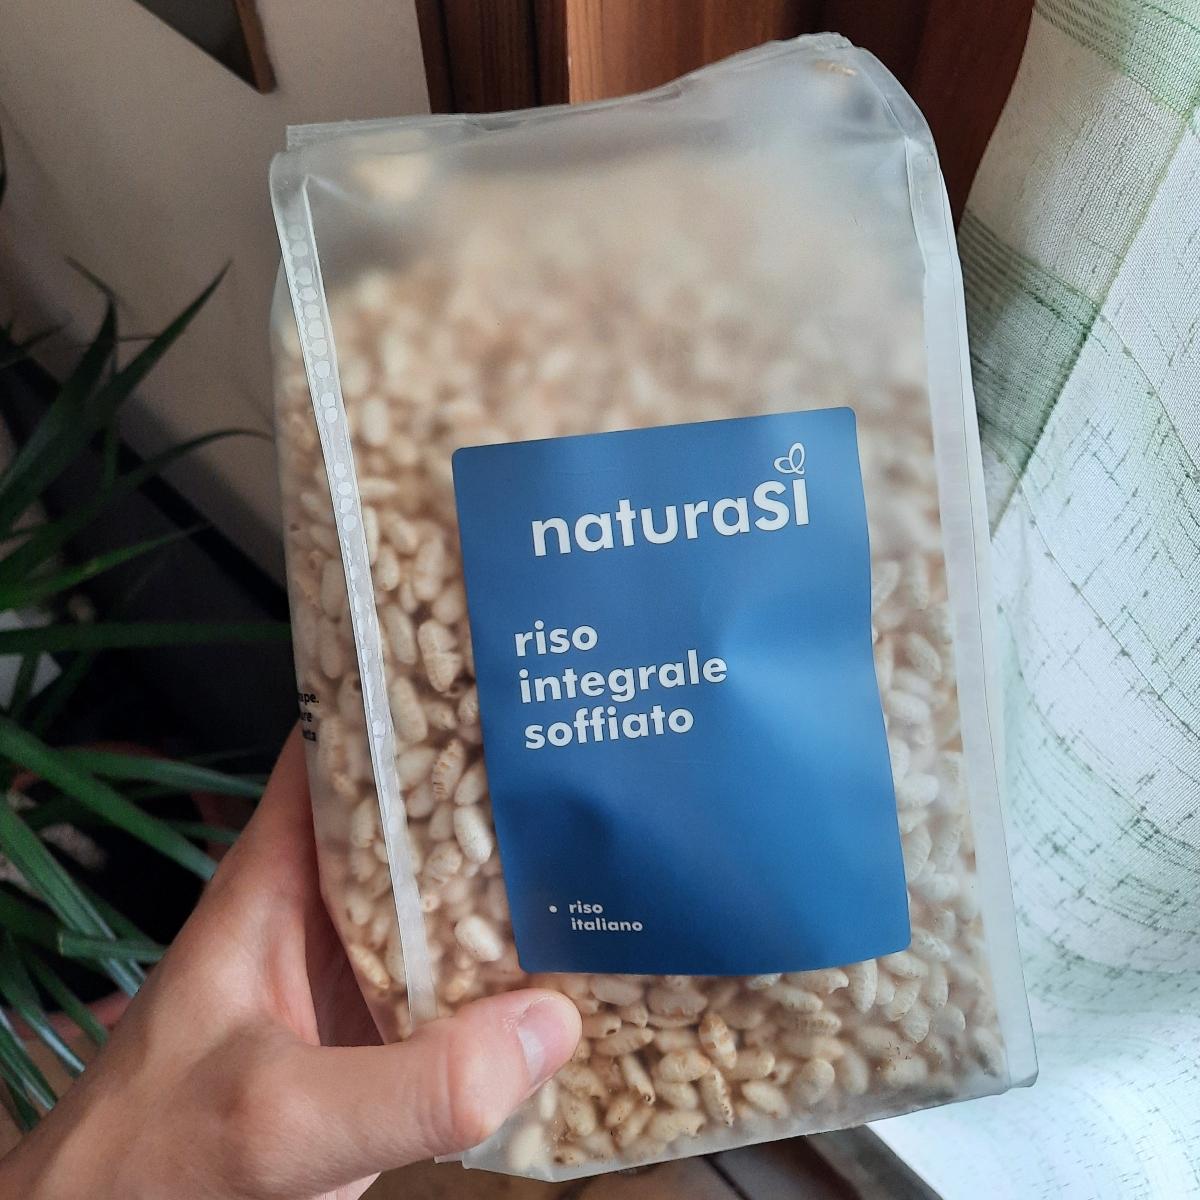 naturaSì
riso
integrale
soffiato
• riso
italiano